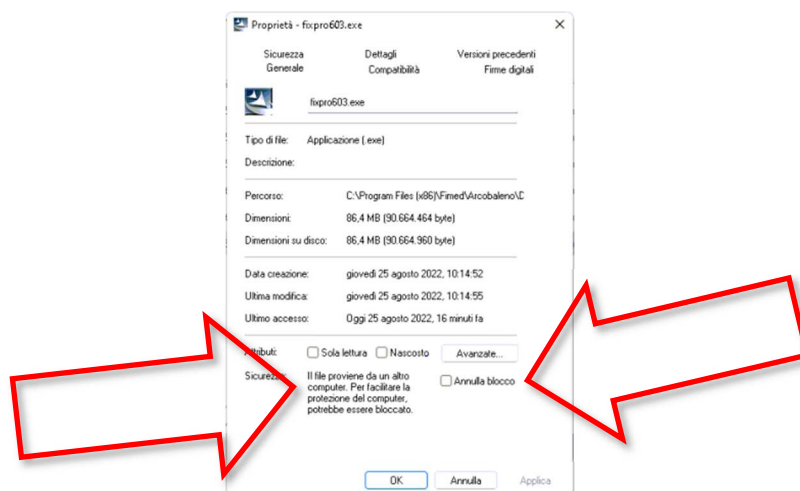 Proprietà - fixpro603.exe
Sicurezza Dettagli Versioni precedenti
Generale Compatibilità Firme digitali
fixpro603.exe
Tipo di file: Applicazione (.exe)
Descrizione:
Percorso: C:\Program Files (x86)\Fimed\Arcobaleno\D
Dimensioni: 86,4 MB (90.664.464 byte)
Dimensioni su disco: 86,4 MB (90.664.960 byte)
Data creazione: giovedì 25 agosto 2022, 10:14:52
Ultima modifica: giovedì 25 agosto 2022, 10:14:55
Ultimo accesso: Oggi 25 agosto 2022, 16 minuti fa
Attributi: Sola lettura Nascosto Avanzate...
Sicurezza: Il file proviene da un altro
computer. Per facilitare la
protezione del computer,
potrebbe essere bloccato.
Annulla blocco
OK Annulla Applica